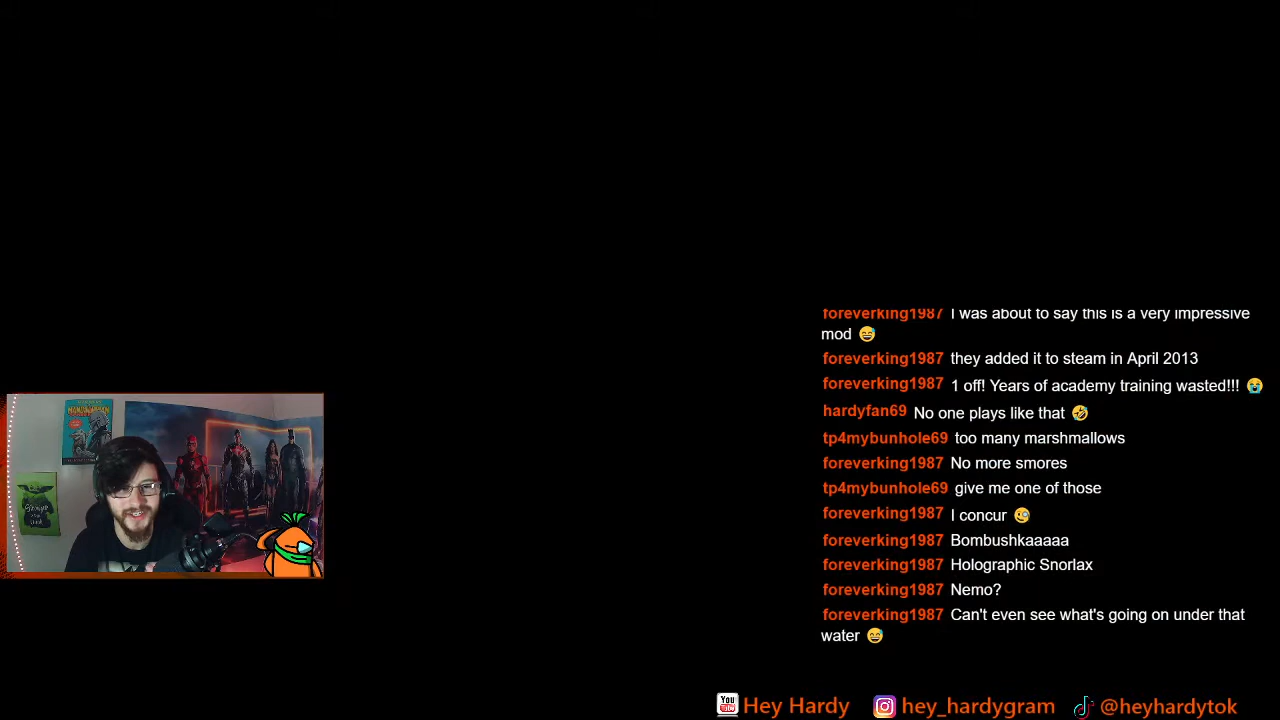 foreverking1987 I was about to say this is a very impressive
mod 😅
foreverking1987 they added it to steam in April 2013
foreverking1987 1 off! Years of academy training wasted!!! 😭
hardyfan69 No one plays like that 🤣
tp4mybunhole69 too many marshmallows
foreverking1987 No more smores
tp4mybunhole69 give me one of those
foreverking1987 I concur 🧐
foreverking1987 Bombushkaaaaa
foreverking1987 Holographic Snorlax
foreverking1987 Nemo?
foreverking1987 Can't even see what's going on under that
water 😅
You Tube Hey Hardy hey_hardygram @heyhardytok